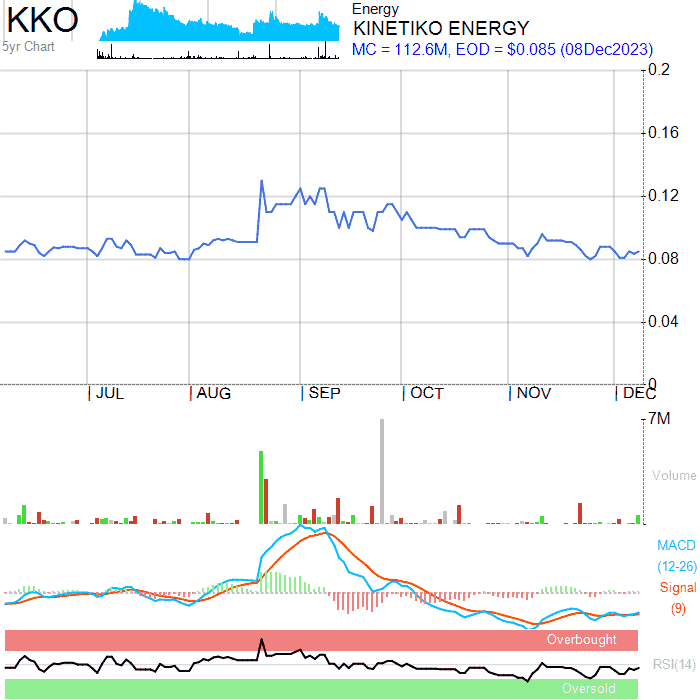 KKO
5yr Chart
Energy
KINETIKO ENERGY
MC = 112.6M, EOD = $0.085 (08Dec2023)
0.2
0.16
0.12
0.08
0.04
0
JUL AUG SEP OCT NOV DEC
7M
Volume
MACD
(12-26)
Signal
(9)
Overbought
RSI(14)
Oversold